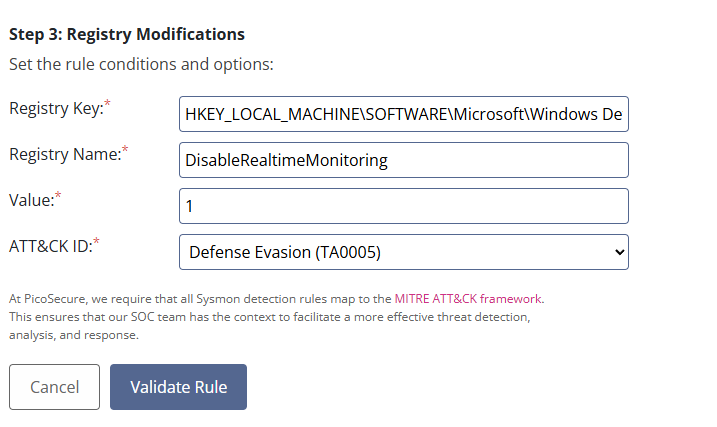 Step 3: Registry Modifications
Set the rule conditions and options:
Registry Key:*
HKEY_LOCAL_MACHINE\SOFTWARE\Microsoft\Windows De
Registry Name:*
DisableRealtimeMonitoring
Value:*
1
ATT&CK ID:*
Defense Evasion (TA0005)
At PicoSecure, we require that all Sysmon detection rules map to the MITRE ATT&CK framework.
This ensures that our SOC team has the context to facilitate a more effective threat detection,
analysis, and response.
Cancel
Validate Rule